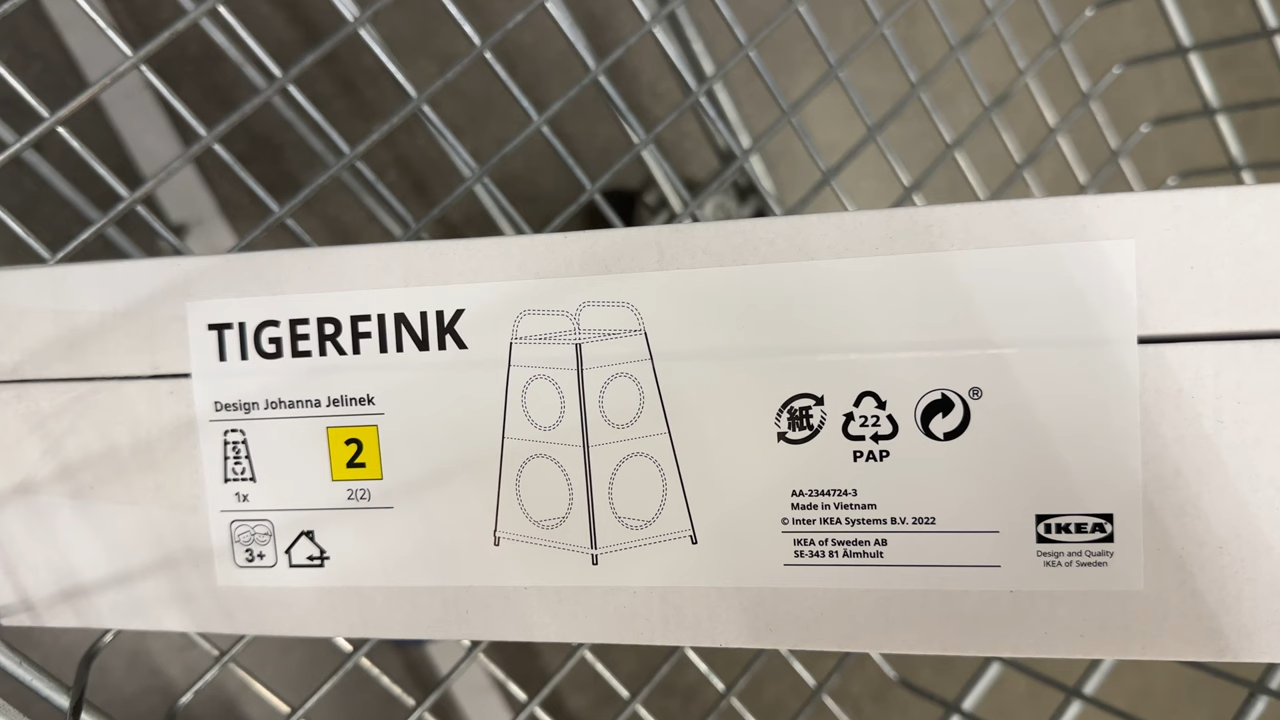 TIGERFINK
Design Johanna Jelinek
1x
2
2(2)
3+
紙
22
PAP
®
AA-2344724-3
Made in Vietnam
© Inter IKEA Systems B.V. 2022
IKEA of Sweden AB
SE-343 81 Älmhult
IKEA
Design and Quality
IKEA of Sweden